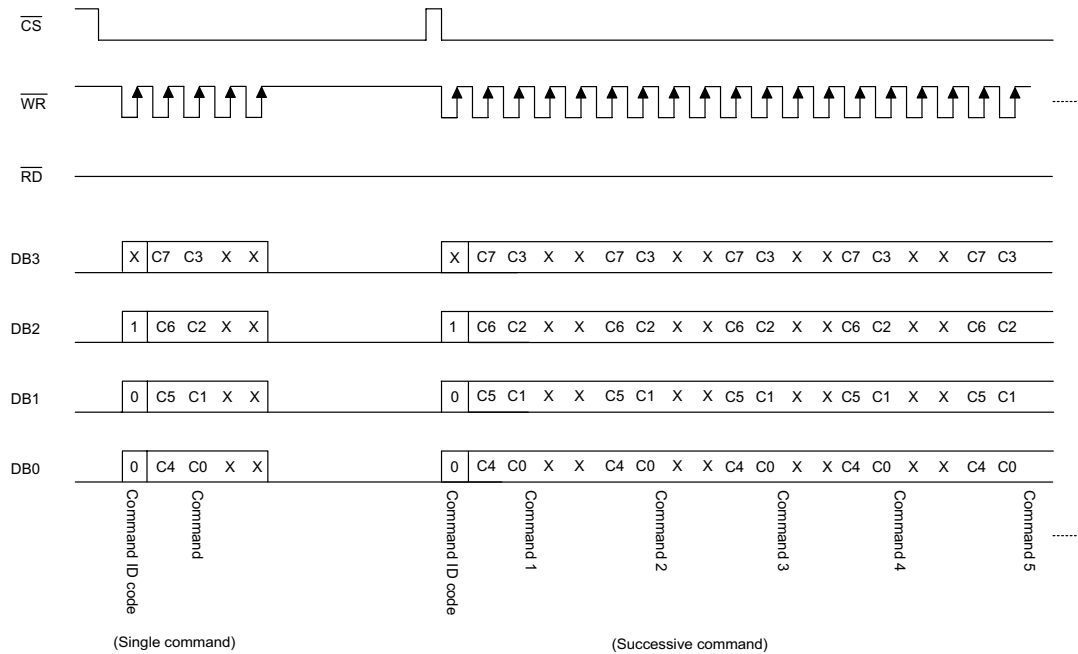 CS
WR
RD
DB3 X C7 C3 X X X C7 C3 X X C7 C3 X X C7 C3 X X C7 C3 X X C7 C3
DB2 1 C6 C2 X X 1 C6 C2 X X C6 C2 X X C6 C2 X X C6 C2 X X C6 C2
DB1 0 C5 C1 X X 0 C5 C1 X X C5 C1 X X C5 C1 X X C5 C1 X X C5 C1
DB0 0 C4 C0 X X 0 C4 C0 X X C4 C0 X X C4 C0 X X C4 C0 X X C4 C0
Command ID code
Command
Command ID code
Command 1
Command 2
Command 3
Command 4
Command 5
(Single command)
(Successive command)